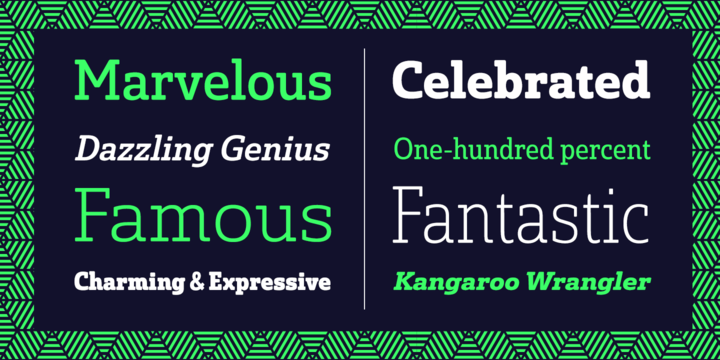 Marvelous
Dazzling Genius
Famous
Charming & Expressive
Celebrated
One-hundred percent
Fantastic
Kangaroo Wrangler